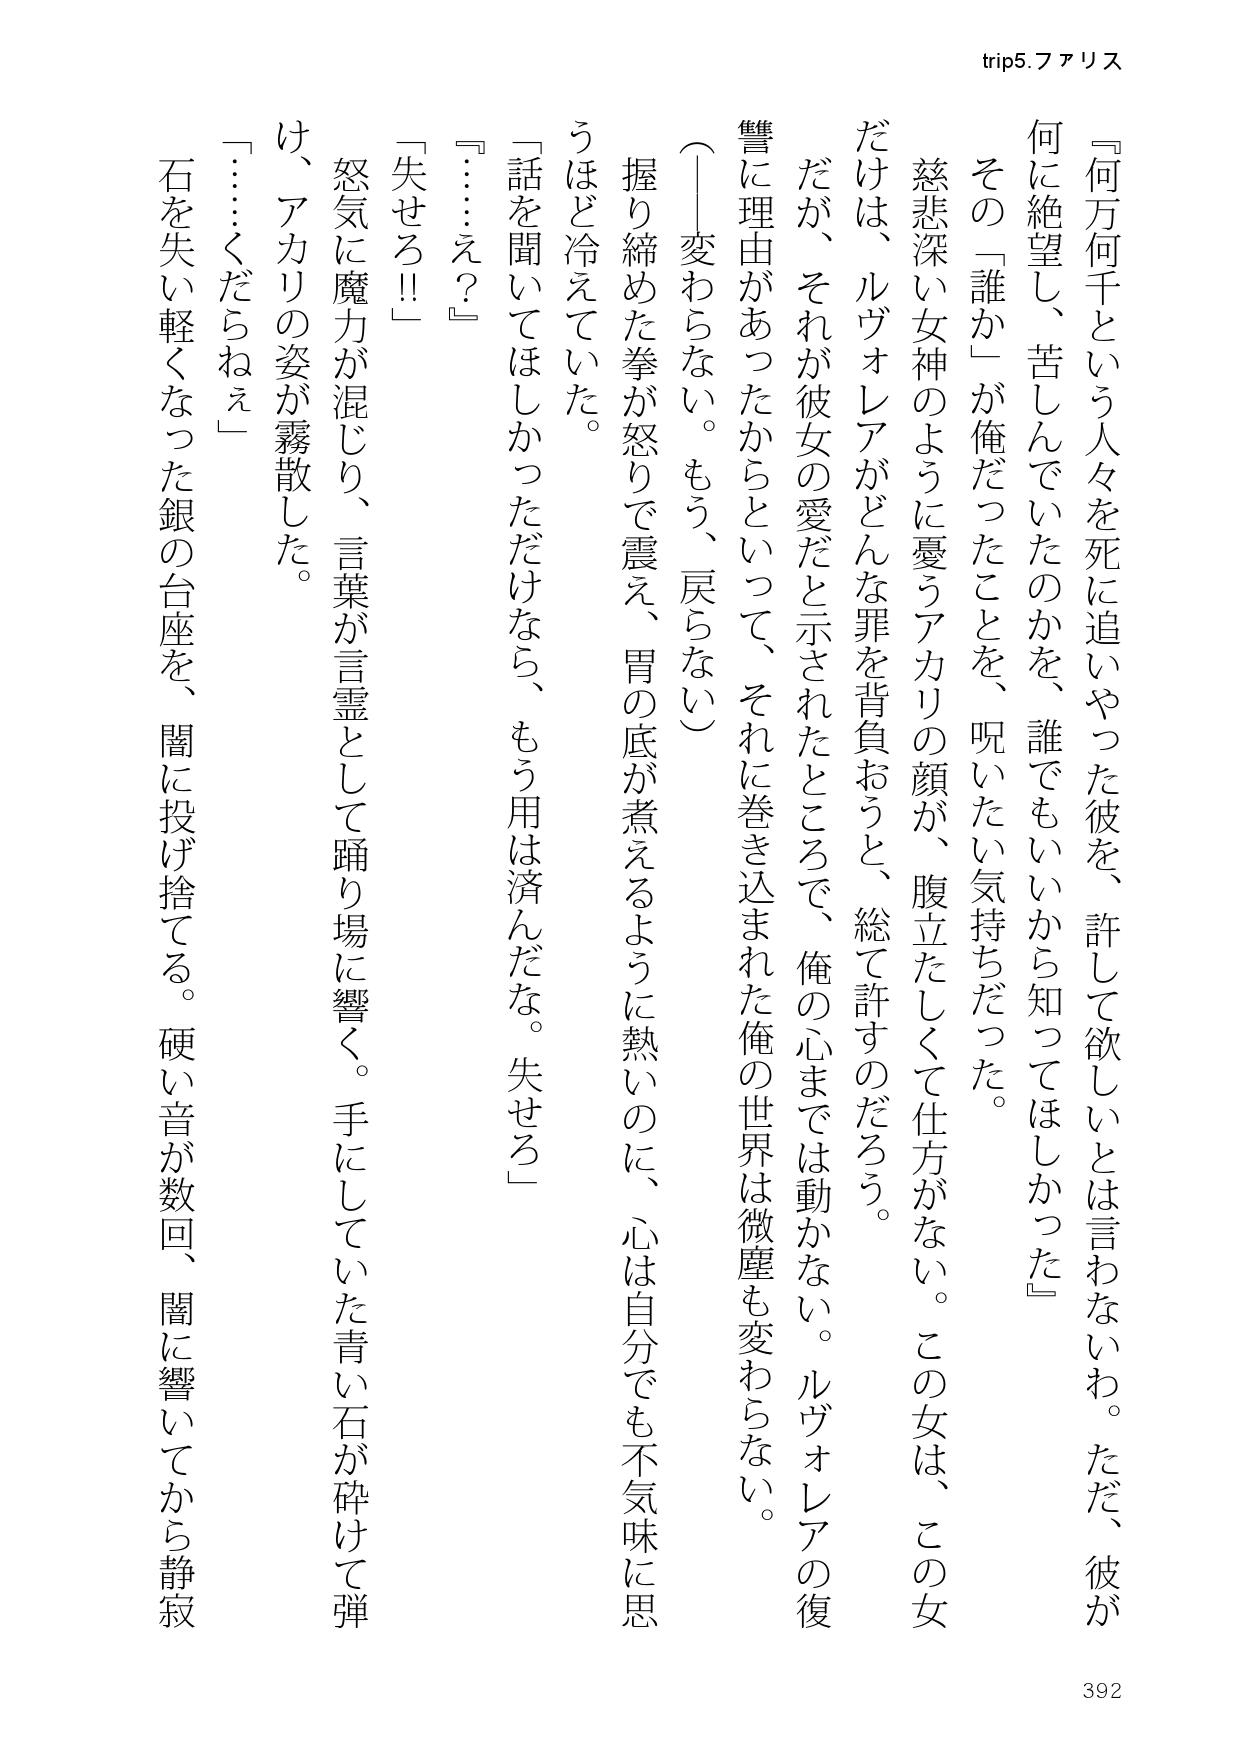 trip5.ファリス
『何万何千という人々を死に追いやった彼を、許して欲しいとは言わないわ。ただ、彼が
何に絶望し、苦しんでいたのかを、誰でもいいから知ってほしかった』
　その「誰か」が俺だったことを、呪いたい気持ちだった。
　慈悲深い女神のように憂うアカリの顔が、腹立たしくて仕方がない。この女は、この女
だけは、ルヴォレアがどんな罪を背負おうと、総て許すのだろう。
　だが、それが彼女の愛だと示されたところで、俺の心までは動かない。ルヴォレアの復
讐に理由があったからといって、それに巻き込まれた俺の世界は微塵も変わらない。
（――変わらない。もう、戻らない）
　握り締めた拳が怒りで震え、胃の底が煮えるように熱いのに、心は自分でも不気味に思
うほど冷えていた。
「話を聞いてほしかっただけなら、もう用は済んだな。失せろ」
『……え？』
「失せろ!!」
　怒気に魔力が混じり、言葉が言霊として踊り場に響く。手にしていた青い石が砕けて弾
け、アカリの姿が霧散した。
「……くだらねぇ」
　石を失い軽くなった銀の台座を、闇に投げ捨てる。硬い音が数回、闇に響いてから静寂
392